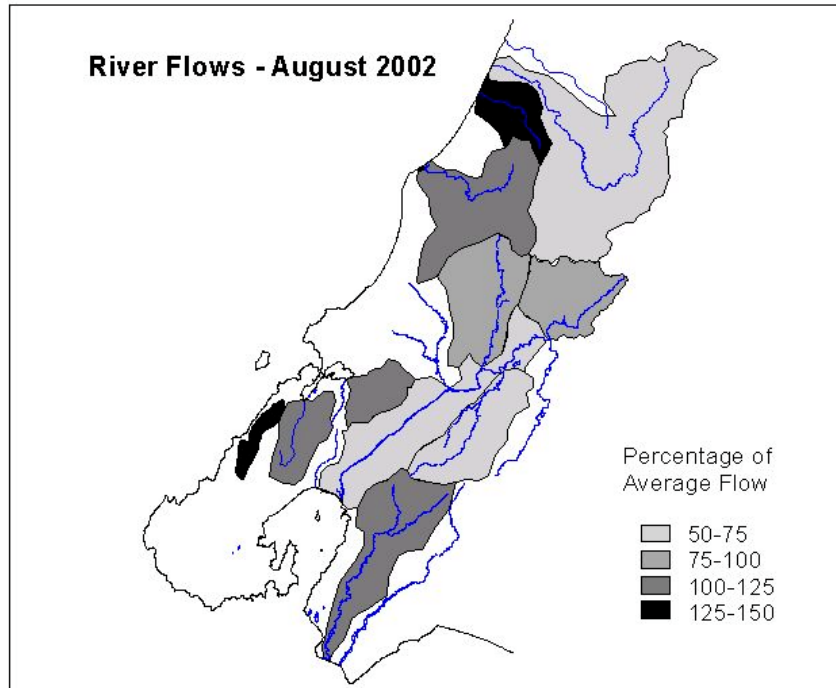 River Flows - August 2002
Percentage of
Average Flow
50-75
75-100
100-125
125-150